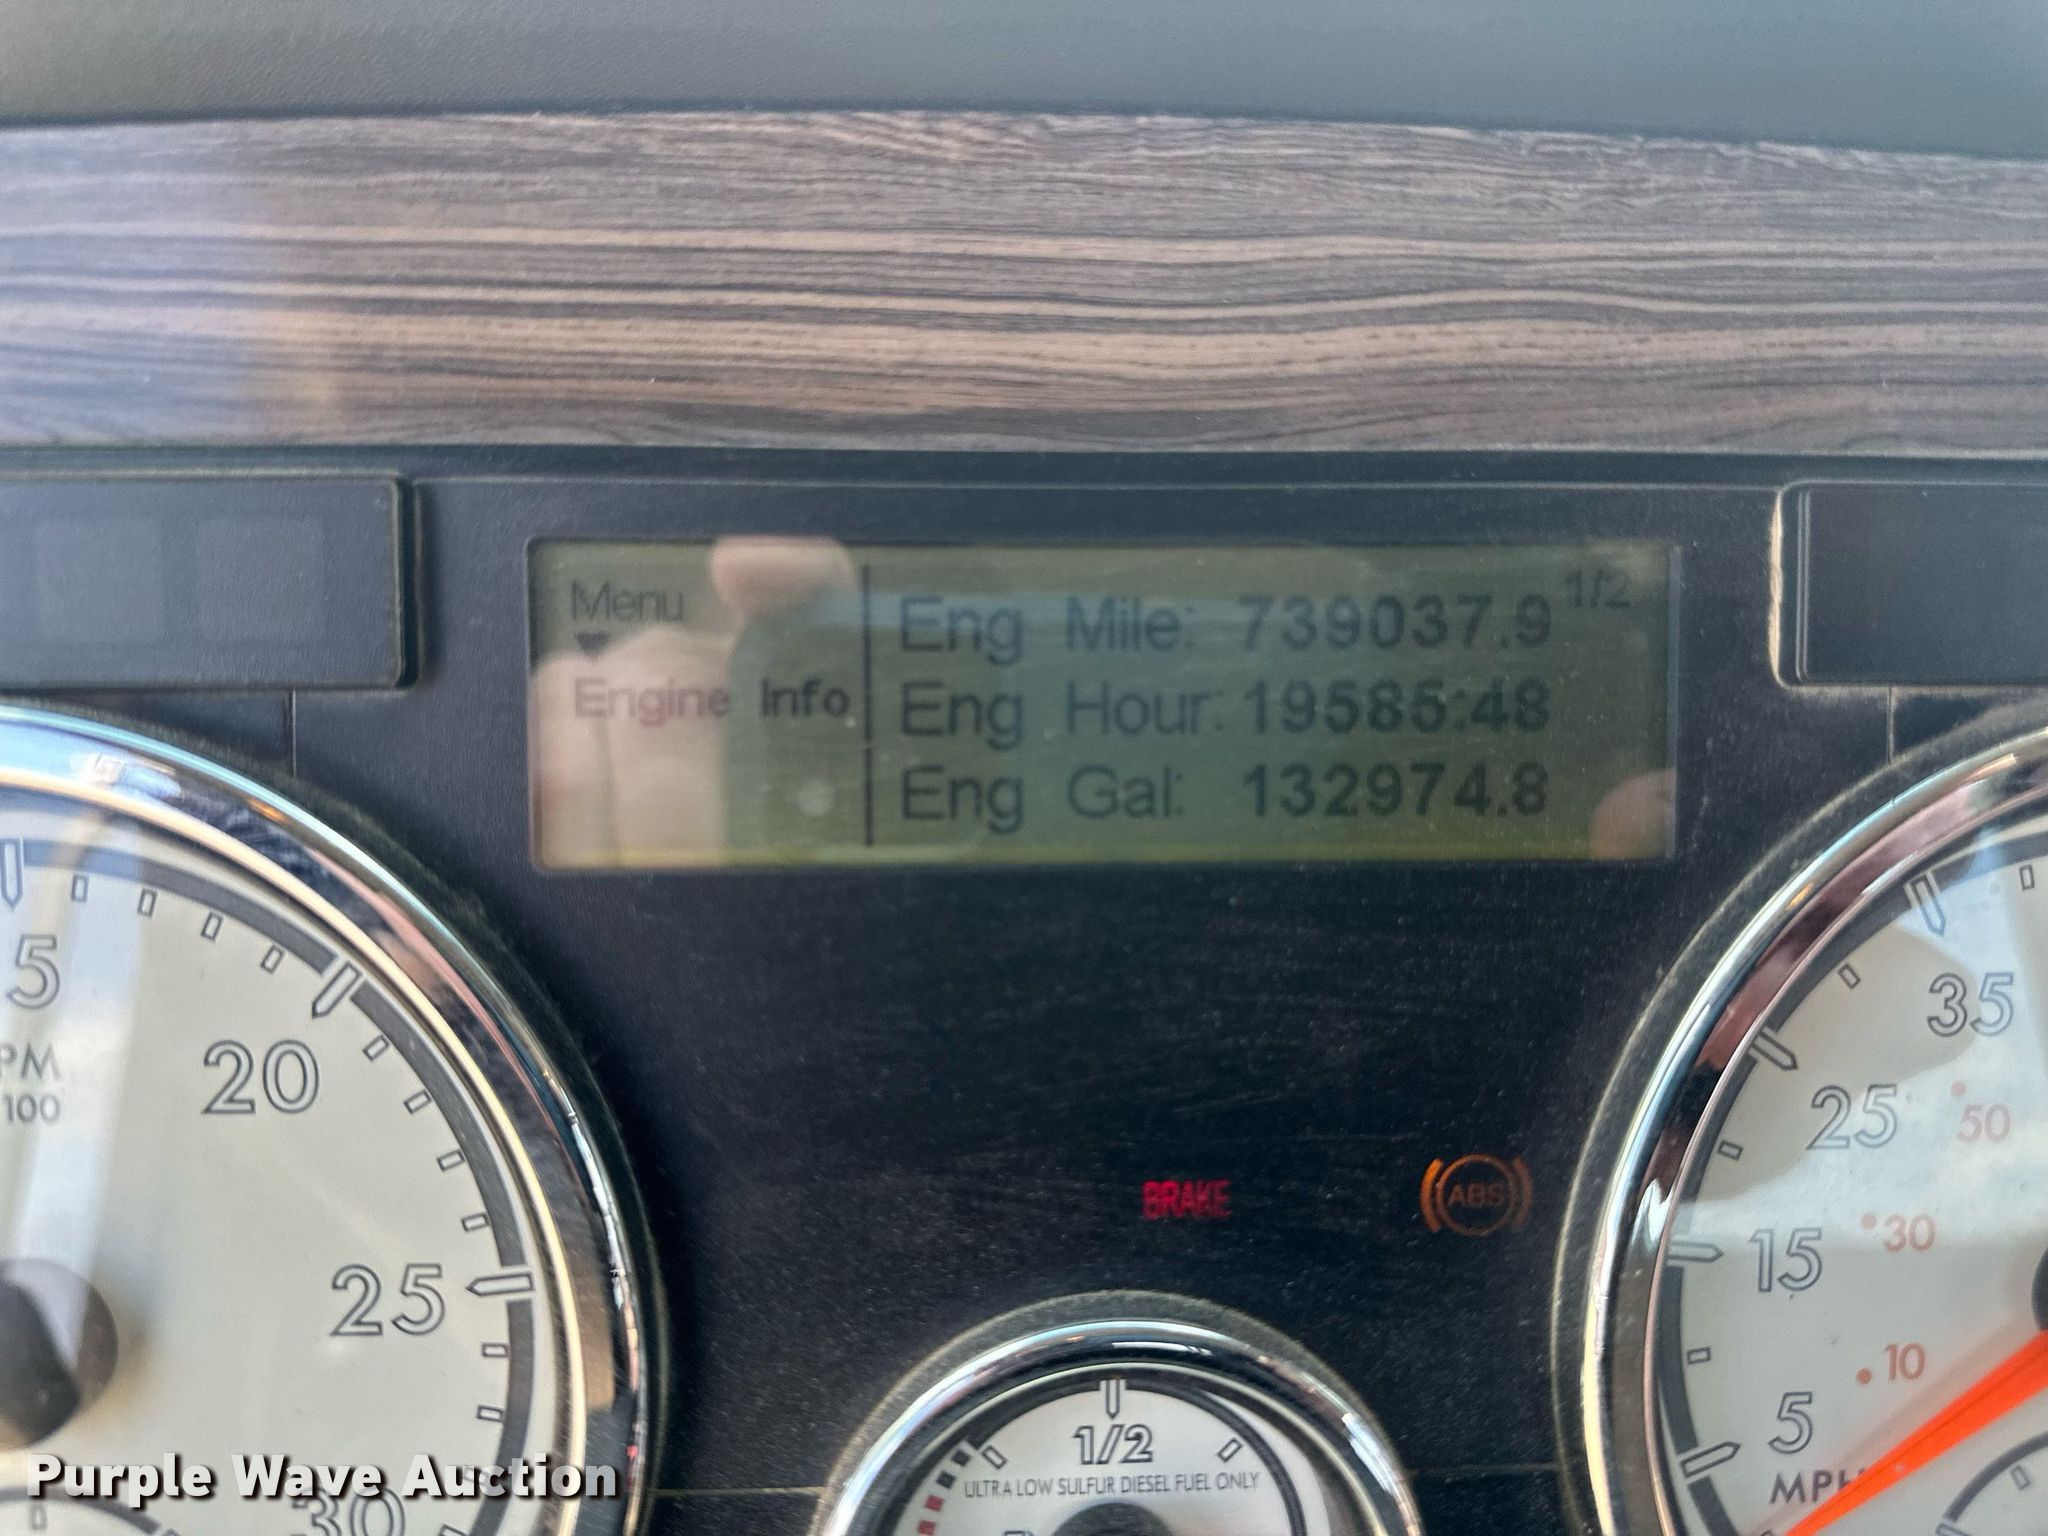 Menu
Engine Info
Eng Mile: 739037.9
1/2
Eng Hour: 19585:48
Eng Gal: 132974.8
5
20
25
30
PM
100
BRAKE
ABS
1/2
ULTRA LOW SULFUR DIESEL FUEL ONLY
35
25
50
15
30
10
5
MPH
Purple Wave Auction